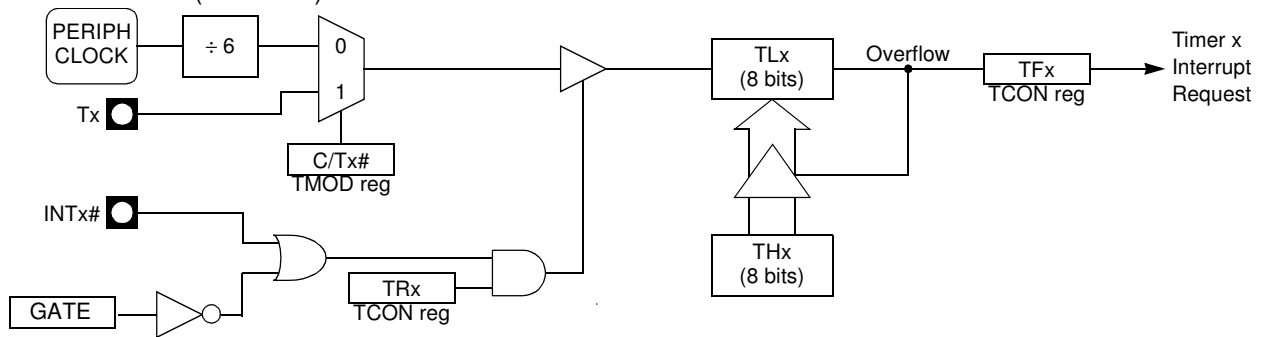 PERIPH
CLOCK
÷ 6
0
1
Tx
C/Tx#
TMOD reg
INTx#
GATE
TRx
TCON reg
TLx
(8 bits)
THx
(8 bits)
Overflow
TFx
TCON reg
Timer x
Interrupt
Request